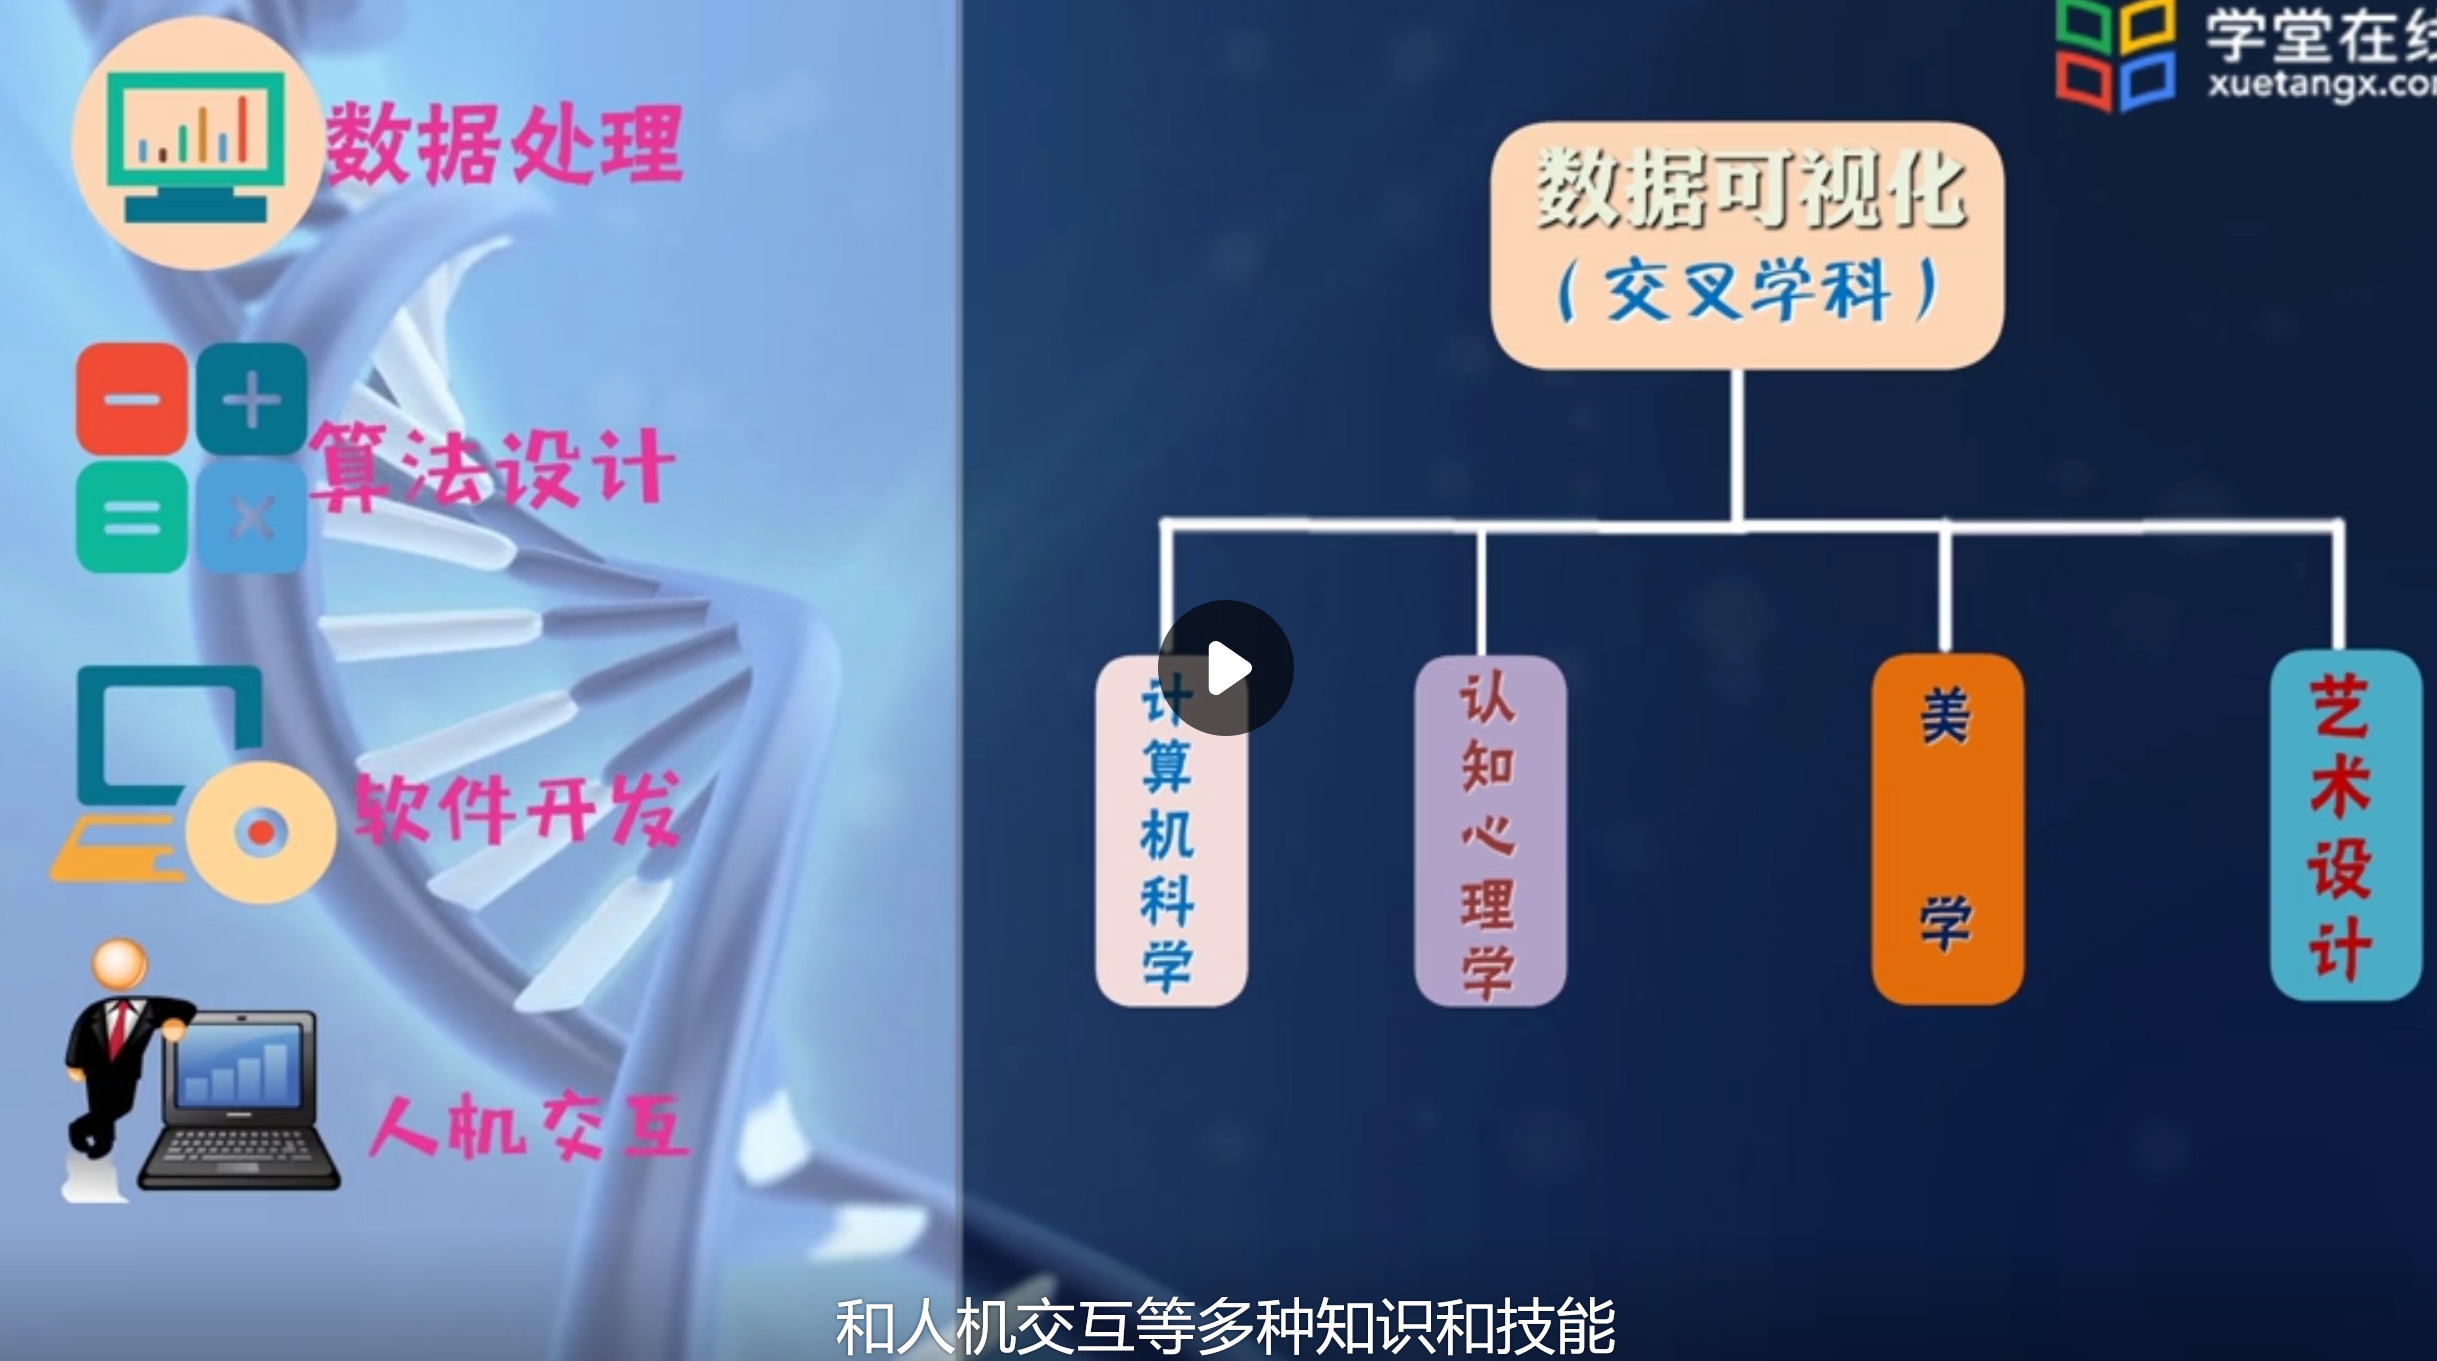 数据处理
算法设计
软件开发
人机交互
学堂在线
xuetangx.com
数据可视化
（交叉学科）
计算机科学
认知心理学
美学
艺术设计
和人机交互等多种知识和技能